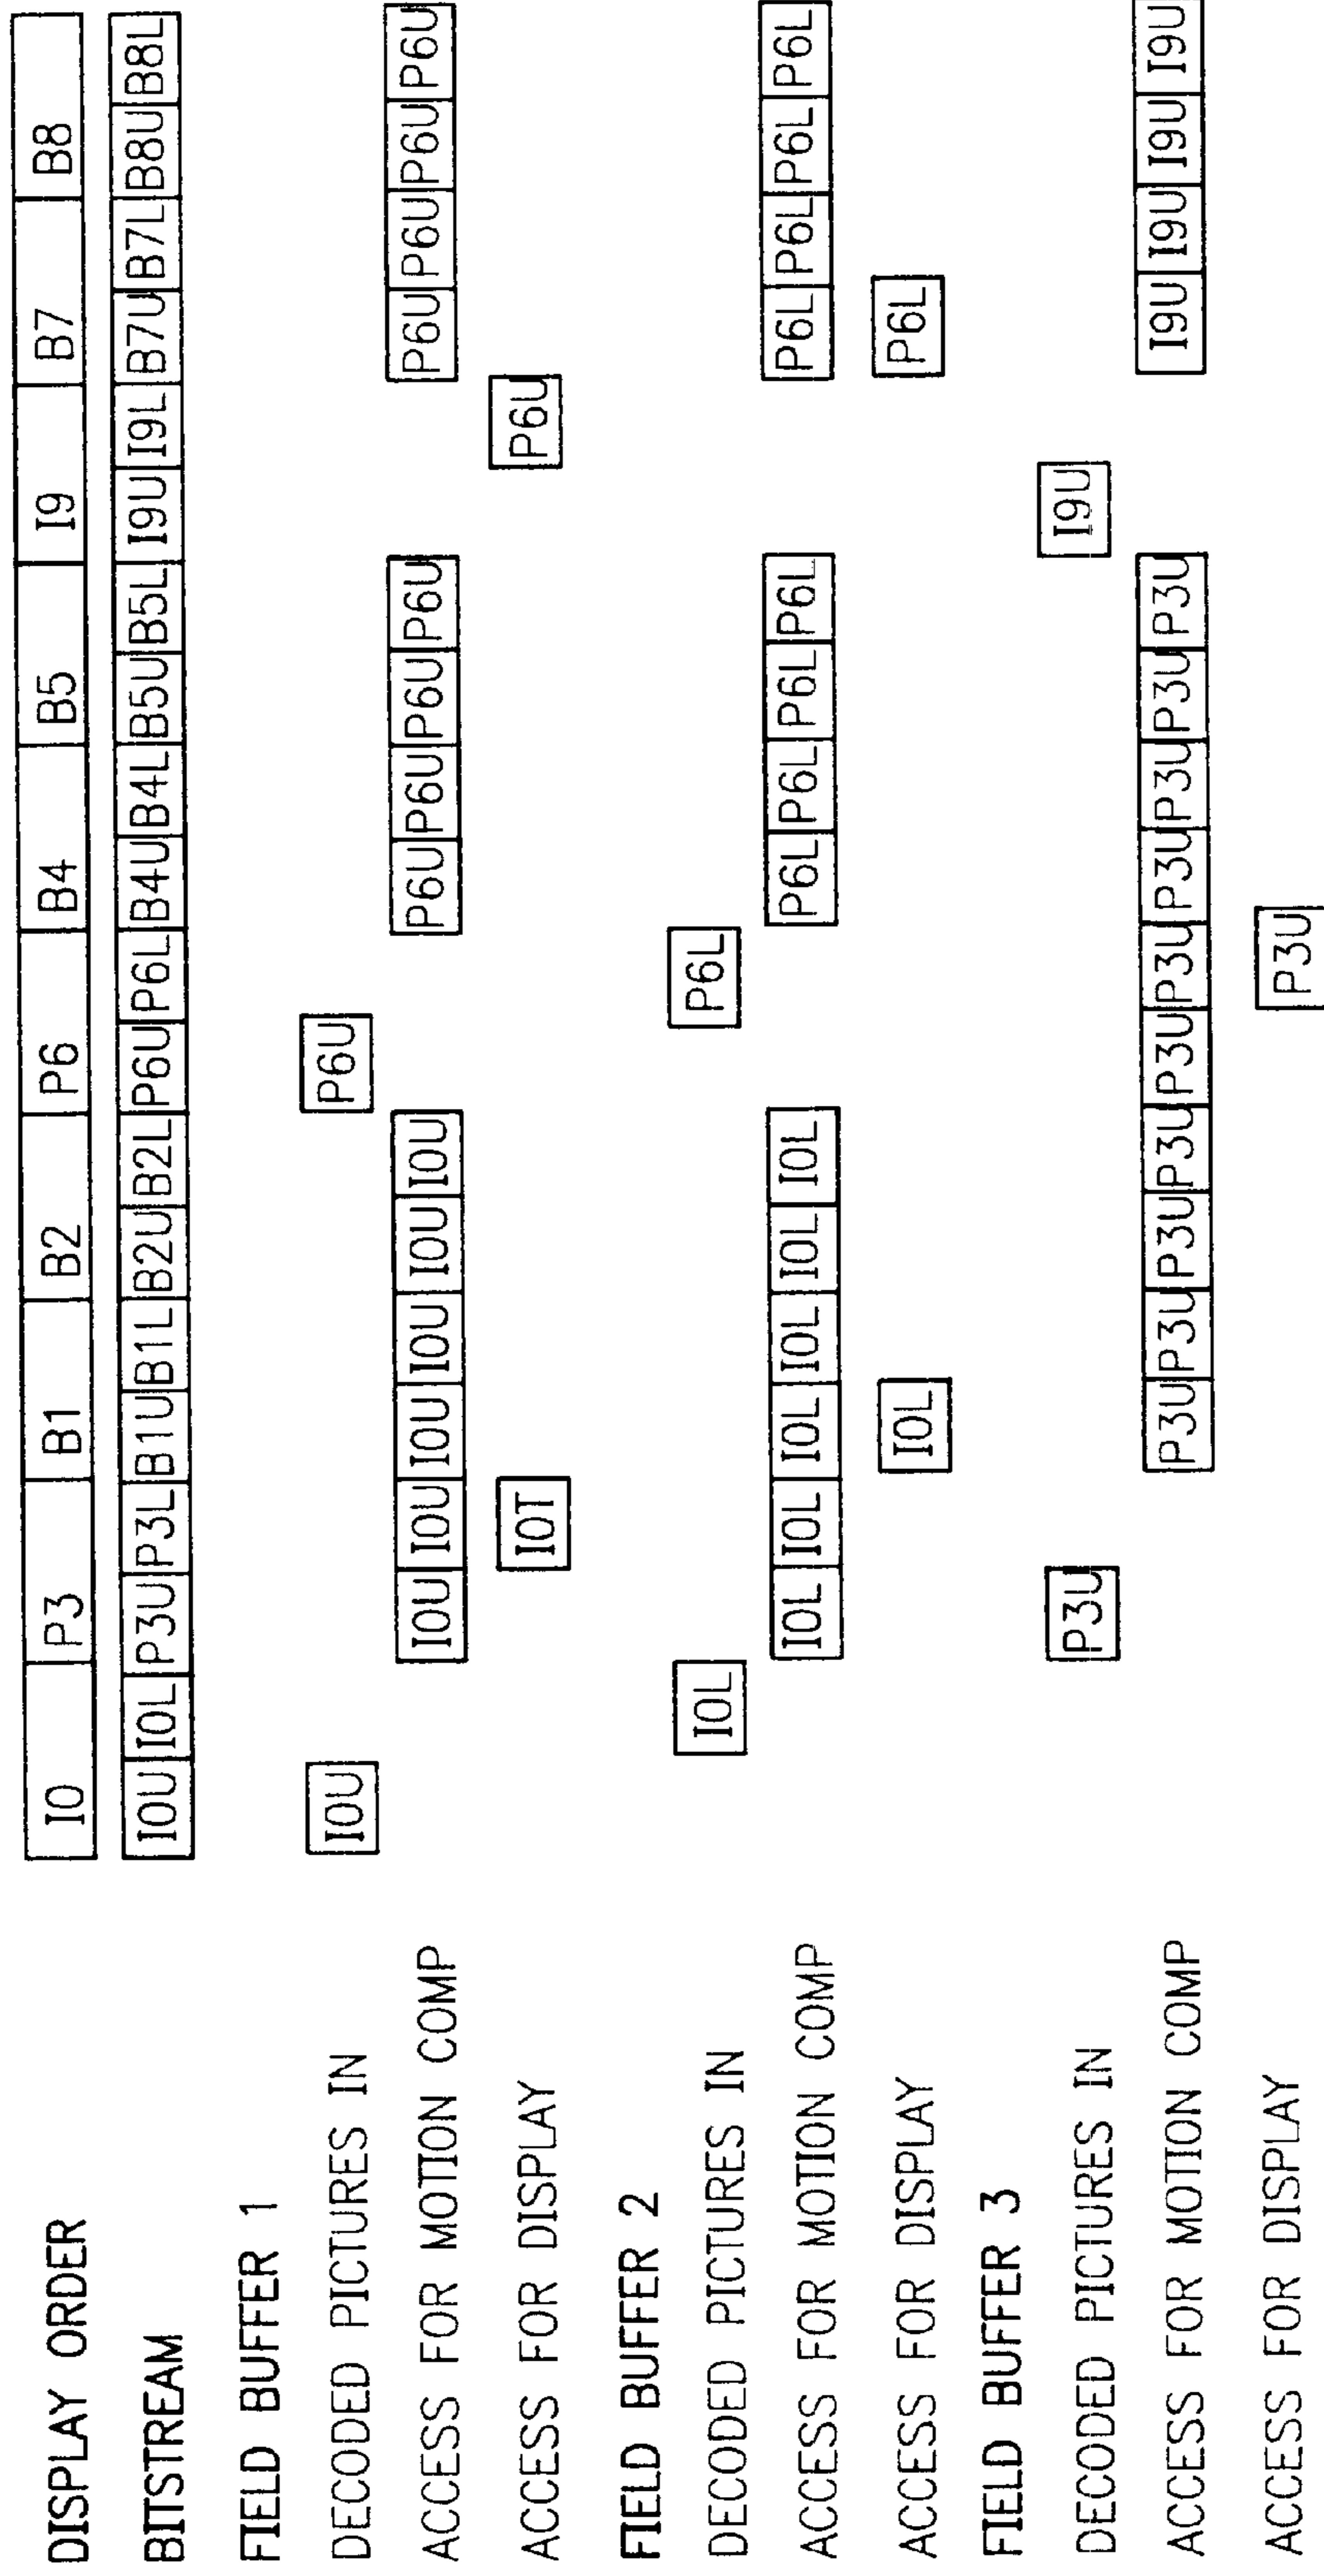 DISPLAY ORDER I0 P3 B1 B2 P6 B4 B5 I9 B7 B8
BITSTREAM I0U I0L P3U P3L B1U B1L B2U B2L P6U P6L B4U B4L B5U B5L I9U I9L B7U B7L B8U B8L
FIELD BUFFER 1
DECODED PICTURES IN I0U P6U
ACCESS FOR MOTION COMP I0U I0U I0U I0U I0U I0U P6U P6U P6U P6U P6U P6U P6U P6U
ACCESS FOR DISPLAY I0T P6U
FIELD BUFFER 2
DECODED PICTURES IN I0L P6L
ACCESS FOR MOTION COMP I0L I0L I0L I0L I0L I0L P6L P6L P6L P6L P6L P6L P6L P6L
ACCESS FOR DISPLAY I0L P6L
FIELD BUFFER 3
DECODED PICTURES IN P3U I9U
ACCESS FOR MOTION COMP P3U P3U P3U P3U P3U P3U P3U P3U P3U P3U I9U I9U I9U I9U
ACCESS FOR DISPLAY P3U